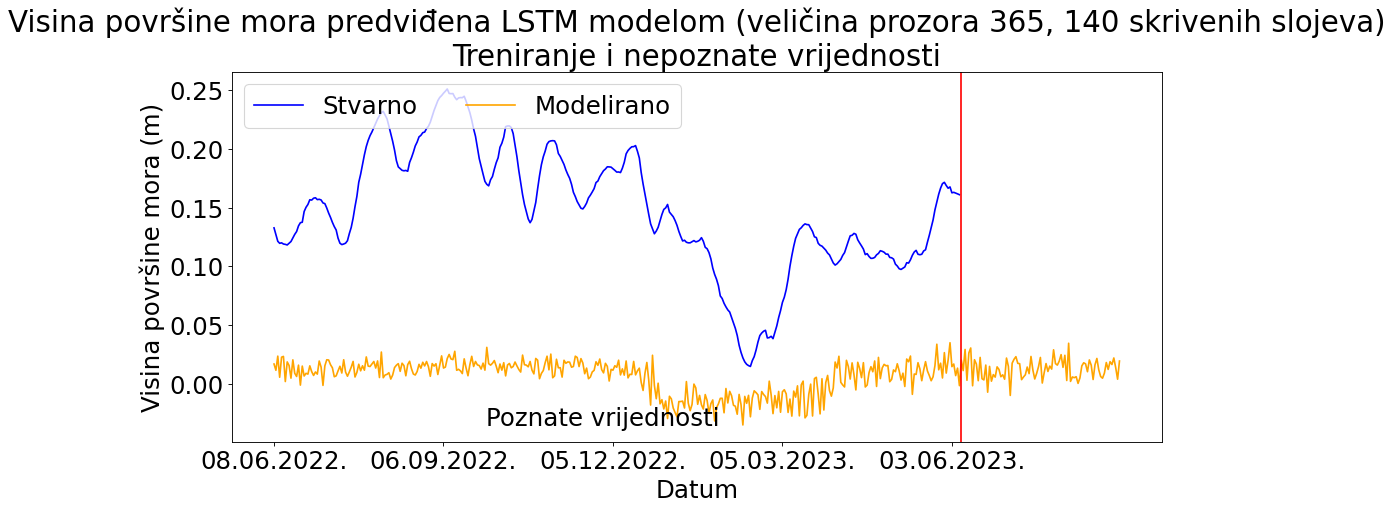 Visina površine mora predviđena LSTM modelom (veličina prozora 365, 140 skrivenih slojeva)
Treniranje i nepoznate vrijednosti
Stvarno Modelirano
Visina površine mora (m)
0.25
0.20
0.15
0.10
0.05
0.00
Poznate vrijednosti
08.06.2022. 06.09.2022. 05.12.2022. 05.03.2023. 03.06.2023.
Datum